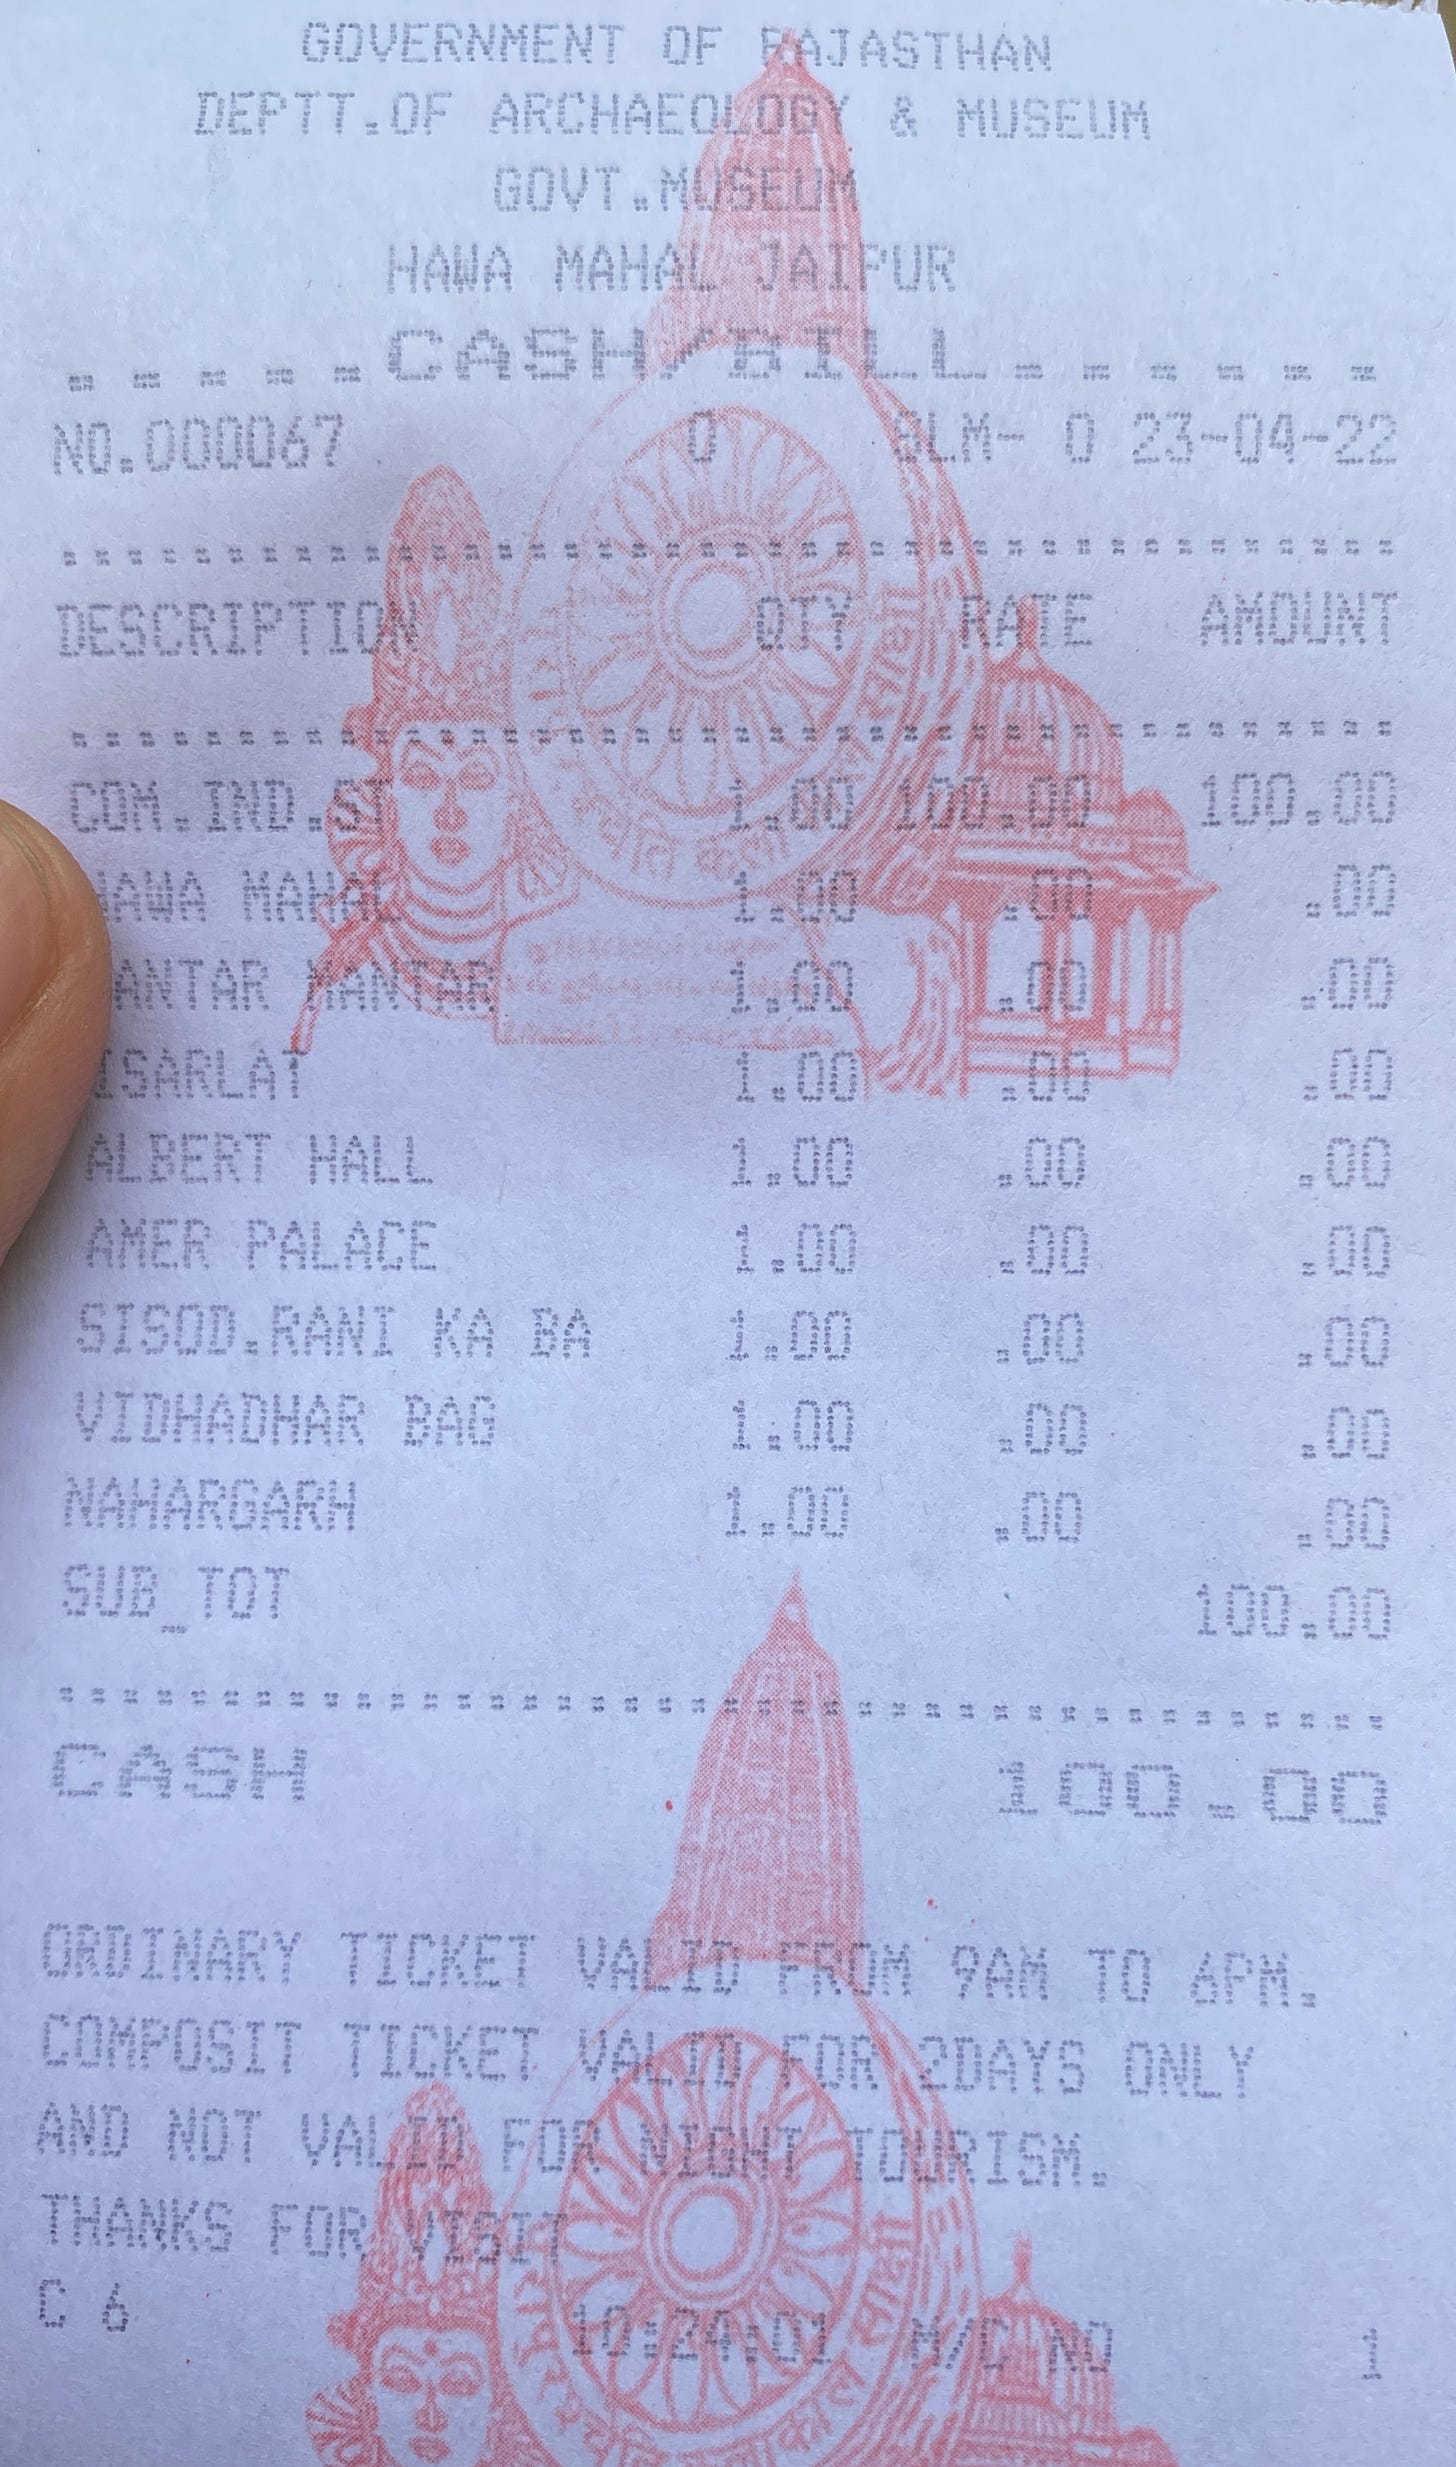 GOVERNMENT OF RAJASTHAN
DEPTT.OF ARCHAEOLOGY & MUSEUM
GOVT.MUSEUM
HAWA MAHAL JAIPUR
CASH/BILL
NO.000067 0 - 0 23-04-22
DESCRIPTION QTY RATE AMOUNT
COM.IND.ST 1.00 100.00 100.00
HAWA MAHAL 1.00 .00 .00
ANTAR MANTAR 1.00 .00 .00
ISARLAT 1.00 .00 .00
ALBERT HALL 1.00 .00 .00
AMER PALACE 1.00 .00 .00
SISOD.RANI KA BA 1.00 .00 .00
VIDHADHAR BAG 1.00 .00 .00
NAHARGARH 1.00 .00 .00
SUB_TOT 100.00
CASH 100.00
ORDINARY TICKET VALID FROM 9AM TO 4PM.
COMPOSIT TICKET VALID FOR 2DAYS ONLY
AND NOT VALID FOR NIGHT TOURISM.
THANKS FOR VISIT
C 6 10:24:01 M/C NO 1